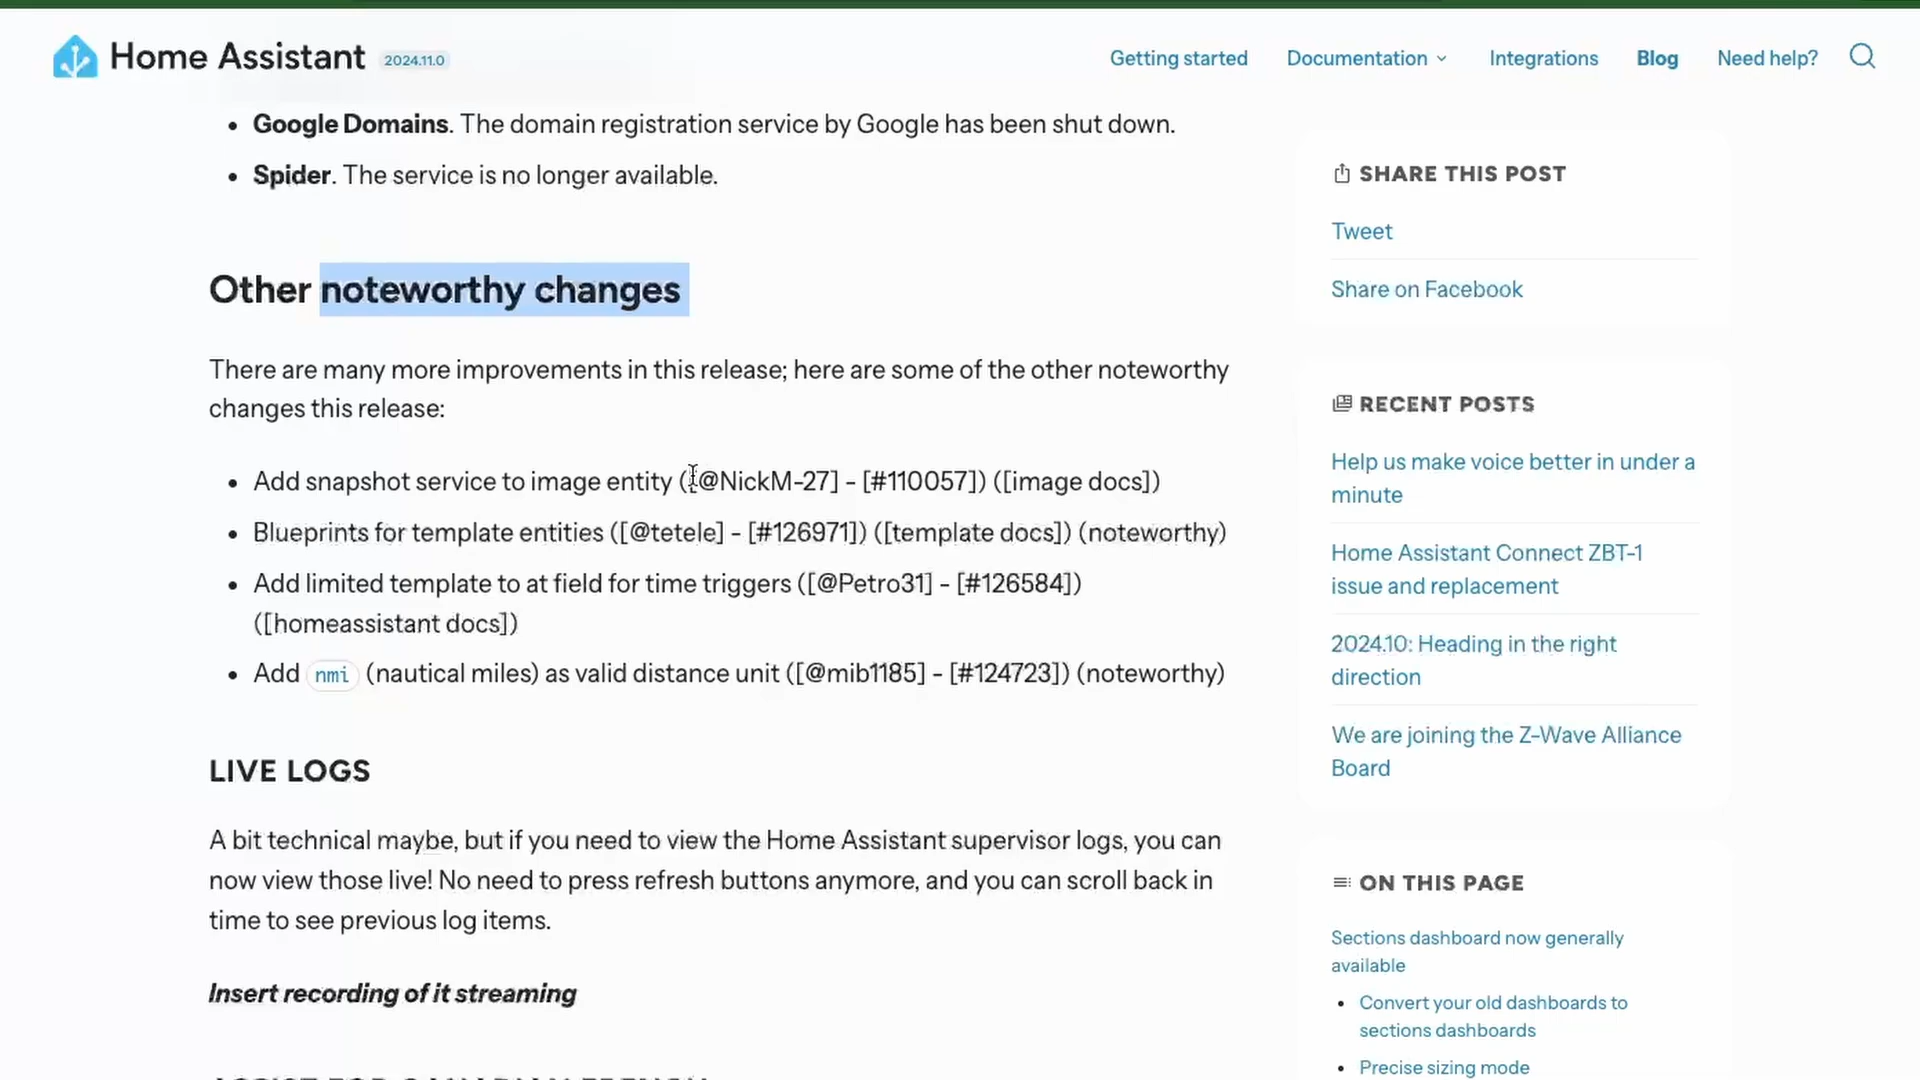 Home Assistant 2024.11.0
Getting started Documentation Integrations Blog Need help?
• Google Domains. The domain registration service by Google has been shut down.
• Spider. The service is no longer available.
Other noteworthy changes
There are many more improvements in this release; here are some of the other noteworthy
changes this release:
• Add snapshot service to image entity ([@NickM-27] - [#110057]) ([image docs])
• Blueprints for template entities ([@tetele] - [#126971]) ([template docs]) (noteworthy)
• Add limited template to at field for time triggers ([@Petro31] - [#126584])
([homeassistant docs])
• Add nmi (nautical miles) as valid distance unit ([@mib1185] - [#124723]) (noteworthy)
LIVE LOGS
A bit technical maybe, but if you need to view the Home Assistant supervisor logs, you can
now view those live! No need to press refresh buttons anymore, and you can scroll back in
time to see previous log items.
Insert recording of it streaming
ASSIST FOR CANADIAN FRENCH
SHARE THIS POST
Tweet
Share on Facebook
RECENT POSTS
Help us make voice better in under a
minute
Home Assistant Connect ZBT-1
issue and replacement
2024.10: Heading in the right
direction
We are joining the Z-Wave Alliance
Board
ON THIS PAGE
Sections dashboard now generally
available
• Convert your old dashboards to
sections dashboards
• Precise sizing mode